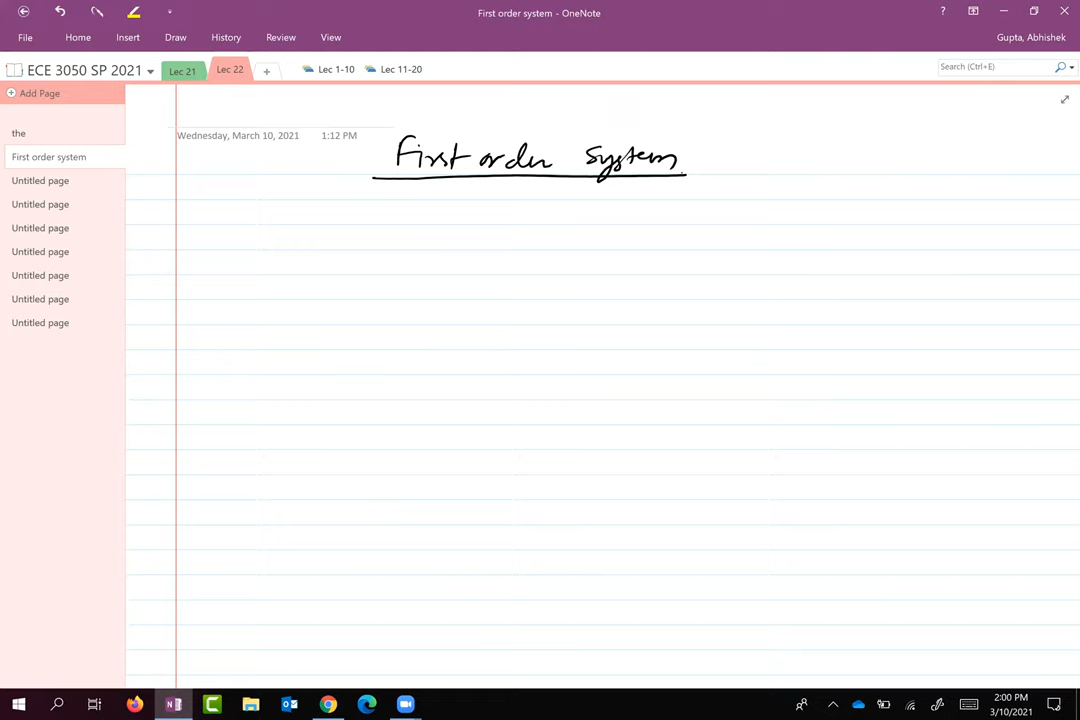 First order system - OneNote
?
File
Home
Insert
Draw
History
Review
View
Gupta, Abhishek
ECE 3050 SP 2021
Lec 21
Lec 22
+
Lec 1-10
Lec 11-20
Search (Ctrl+E)
Add Page
the
First order system
Untitled page
Untitled page
Untitled page
Untitled page
Untitled page
Untitled page
Untitled page
Wednesday, March 10, 2021
1:12 PM
First order system
2:00 PM
3/10/2021